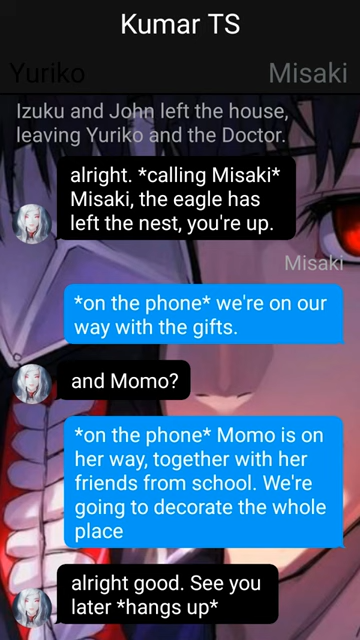 Kumar TS
Yuriko
Misaki
Izuku and John left the house,
leaving Yuriko and the Doctor.
alright. *calling Misaki*
Misaki, the eagle has
left the nest, you're up.
Misaki
*on the phone* we're on our
way with the gifts.
and Momo?
*on the phone* Momo is on
her way, together with her
friends from school. We're
going to decorate the whole
place
alright good. See you
later *hangs up*